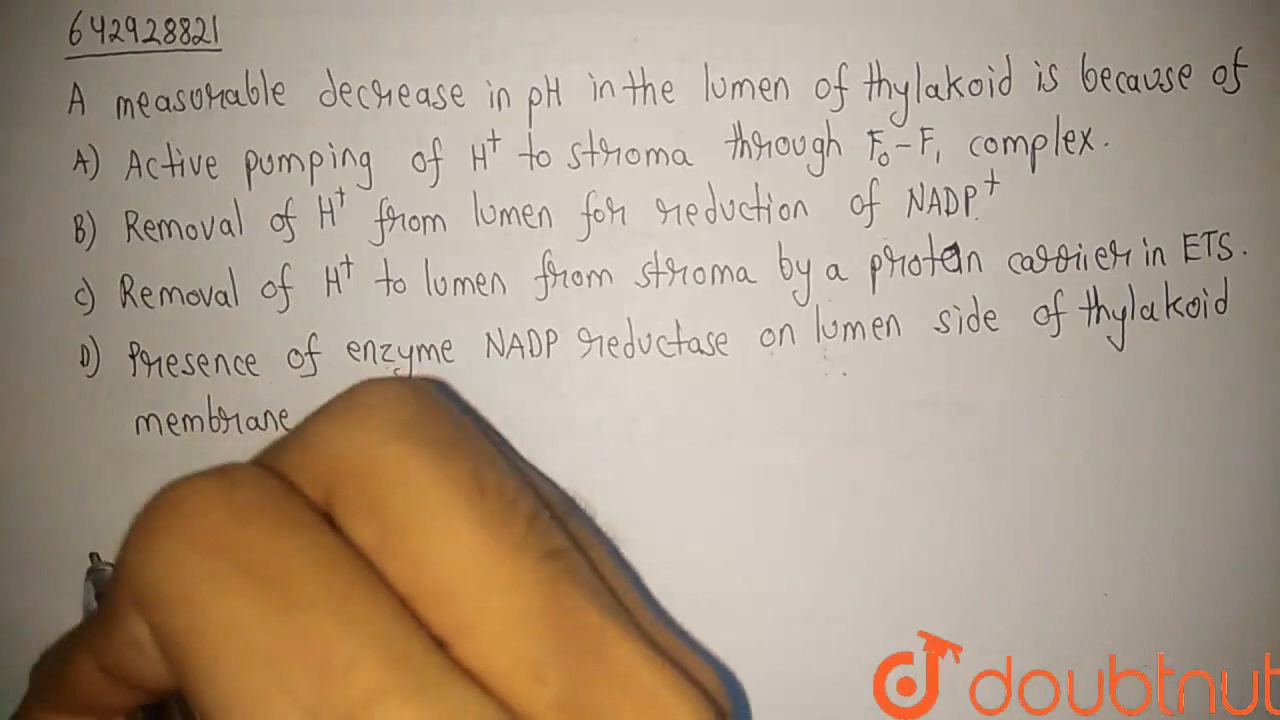 642928821
A measurable decrease in pH in the lumen of thylakoid is because of
A) Active pumping of H⁺ to stroma through F₀-F₁ complex.
B) Removal of H⁺ from lumen for reduction of NADP⁺
C) Removal of H⁺ to lumen from stroma by a protein carrier in ETS.
D) Presence of enzyme NADP reductase on lumen side of thylakoid
membrane
doubtnut